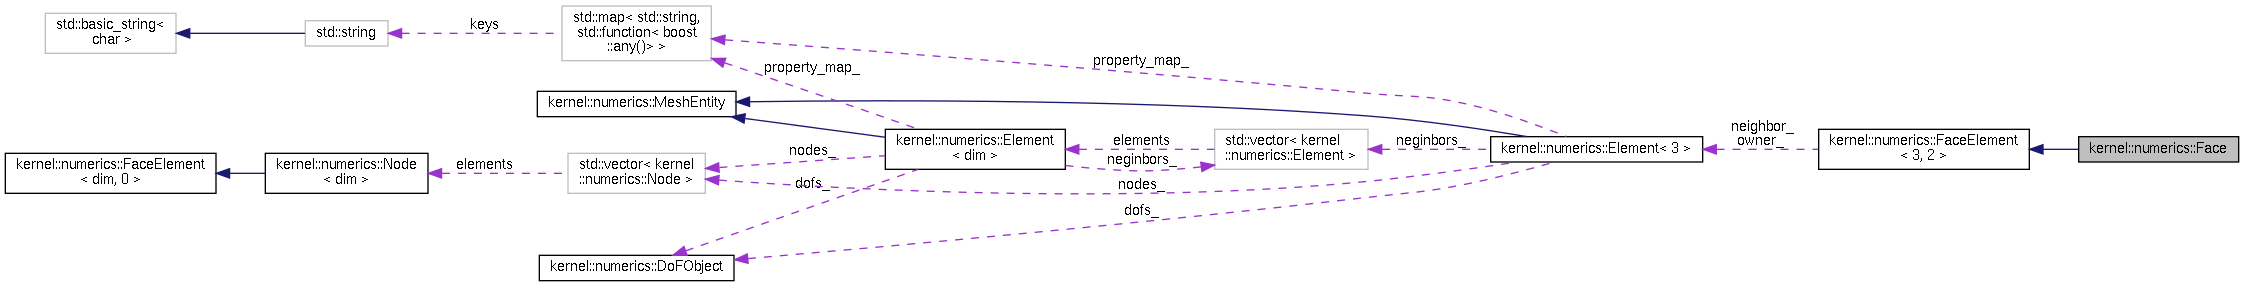 std::basic_string<
char >
std::string
keys
std::map< std::string,
std::function< boost
::any()> >
property_map_
property_map_
kernel::numerics::MeshEntity
kernel::numerics::FaceElement
< dim, 0 >
kernel::numerics::Node
< dim >
elements
std::vector< kernel
::numerics::Node >
nodes_
dofs_
kernel::numerics::Element
< dim >
elements
neginbors_
std::vector< kernel
::numerics::Element >
neginbors_
nodes_
dofs_
kernel::numerics::Element< 3 >
neighbor_
owner_
kernel::numerics::FaceElement
< 3, 2 >
kernel::numerics::Face
kernel::numerics::DoFObject